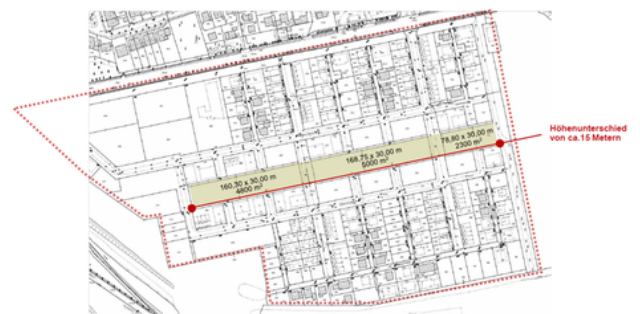 Höhenunterschied
von ca.15 Metern
78,80 x 30,00 m
2300 m²
168,75 x 30,00 m
5000 m²
160,30 x 30,00 m
4800 m²